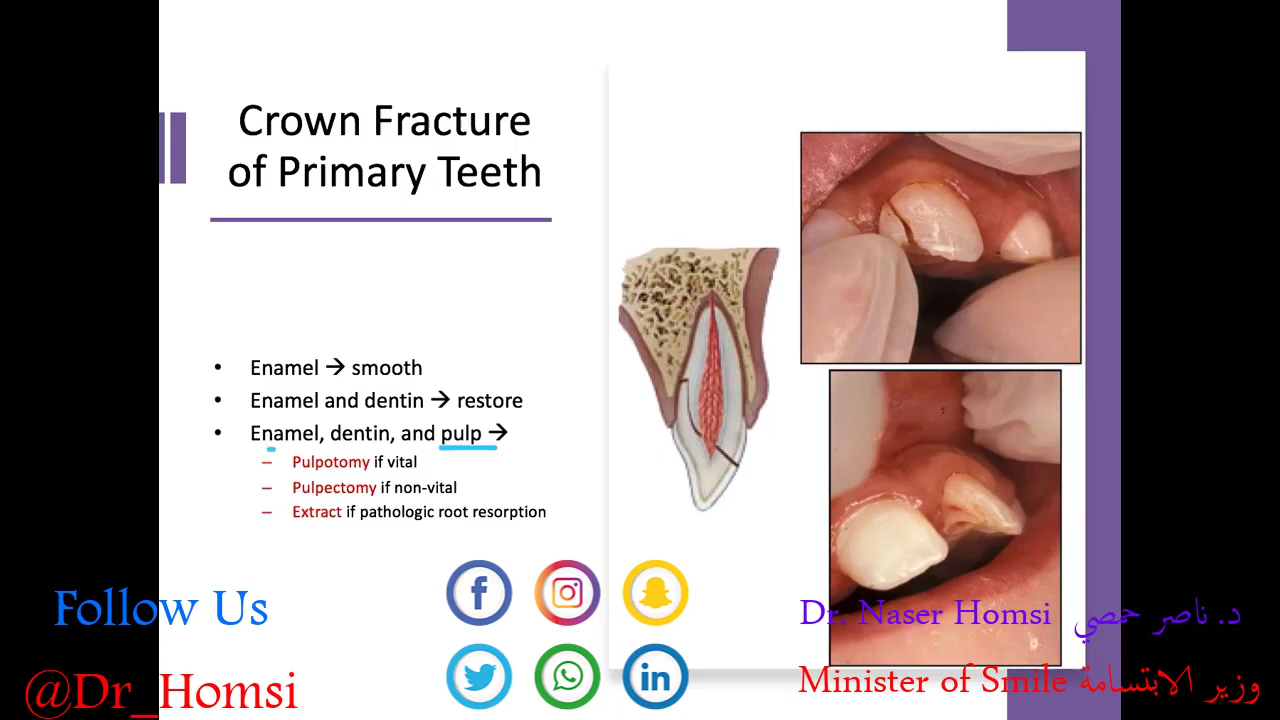 Crown Fracture
of Primary Teeth
• Enamel → smooth
• Enamel and dentin → restore
• Enamel, dentin, and pulp →
– Pulpotomy if vital
– Pulpectomy if non-vital
– Extract if pathologic root resorption
Follow Us
@Dr_Homsi
Dr. Naser Homsi د. ناصر حمصي
Minister of Smile وزير الابتسامة